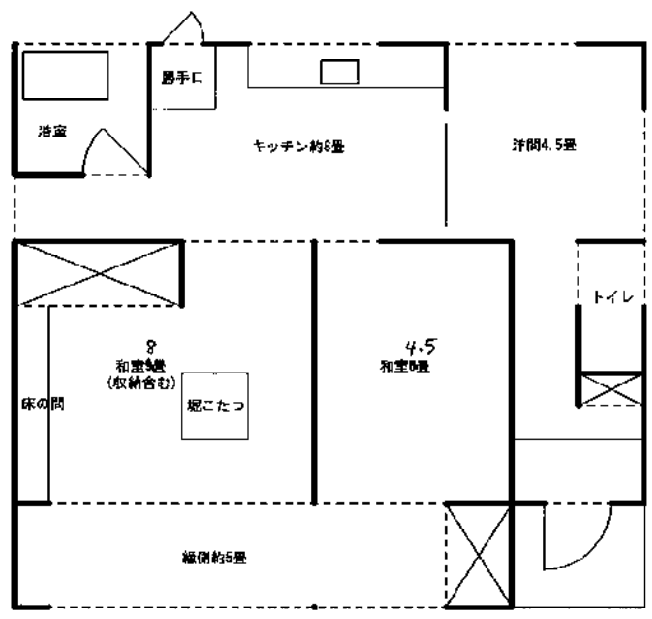 勝手口
浴室
キッチン約8畳
洋間4.5畳
トイレ
8
和室9畳
(収納含む)
4.5
和室6畳
床の間
堀こたつ
縁側約5畳